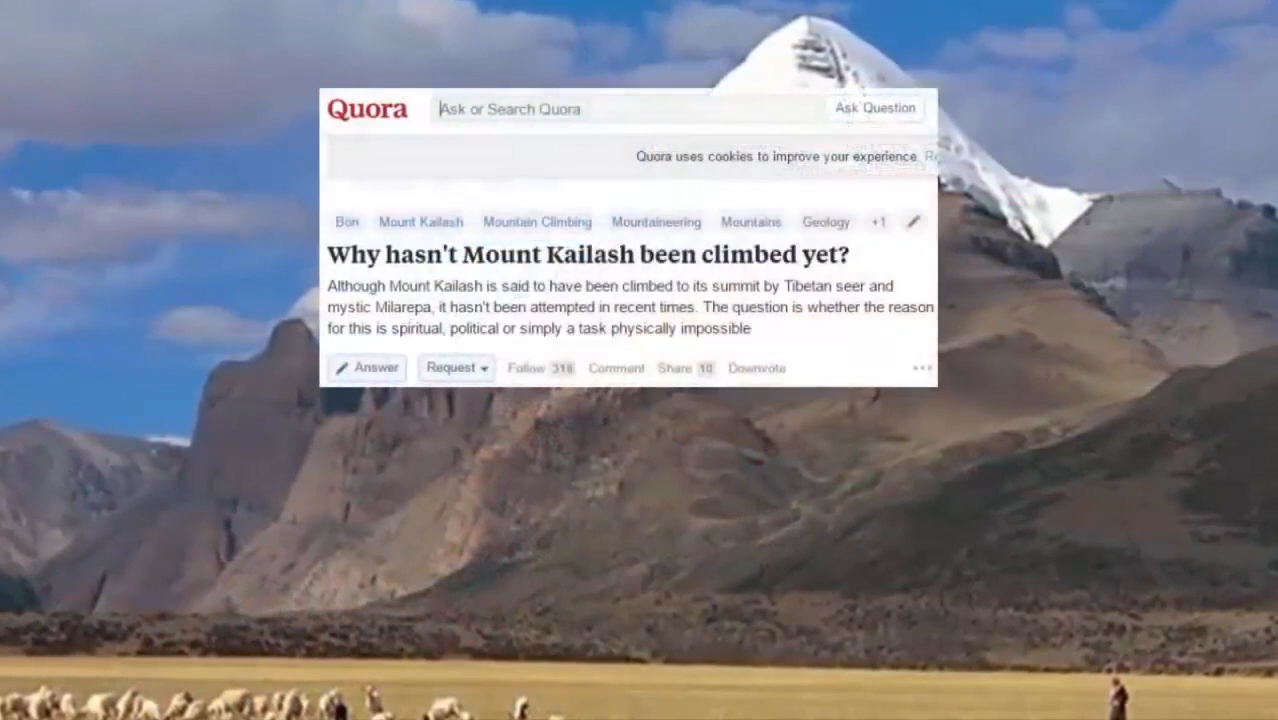 Quora Ask or Search Quora Ask Question
Quora uses cookies to improve your experience.
Bon Mount Kailash Mountain Climbing Mountaineering Mountains Geology +1
Why hasn't Mount Kailash been climbed yet?
Although Mount Kailash is said to have been climbed to its summit by Tibetan seer and
mystic Milarepa, it hasn't been attempted in recent times. The question is whether the reason
for this is spiritual, political or simply a task physically impossible
Answer Request Follow 318 Comment Share 10 Downvote